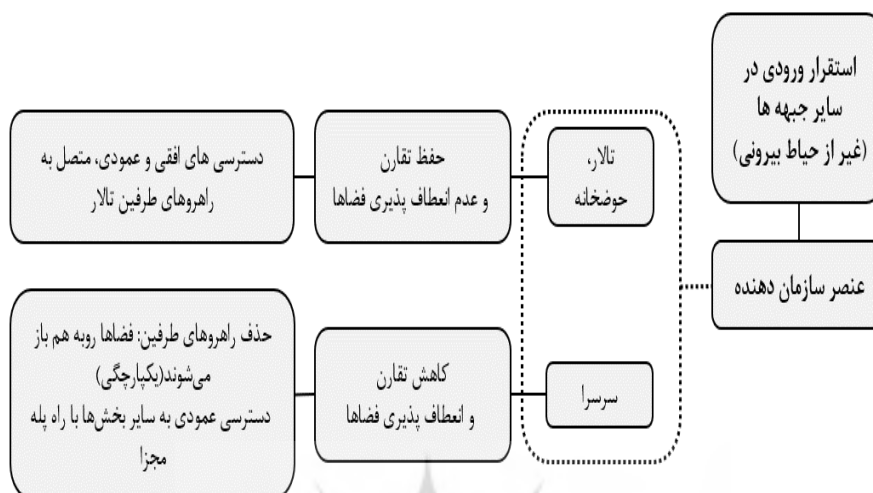 استقرار ورودی در
سایر جبهه ها
(غیر از حیاط بیرونی)
عنصر سازمان دهنده
تالار،
حوضخانه
حفظ تقارن
و عدم انعطاف پذیری فضاها
دسترسی های افقی و عمودی، متصل به
راهروهای طرفین تالار
سرسرا
کاهش تقارن
و انعطاف پذیری فضاها
حذف راهروهای طرفین: فضاها روبه هم باز
می‌شوند(یکپارچگی)
دسترسی عمودی به سایر بخش‌ها با راه پله
مجزا